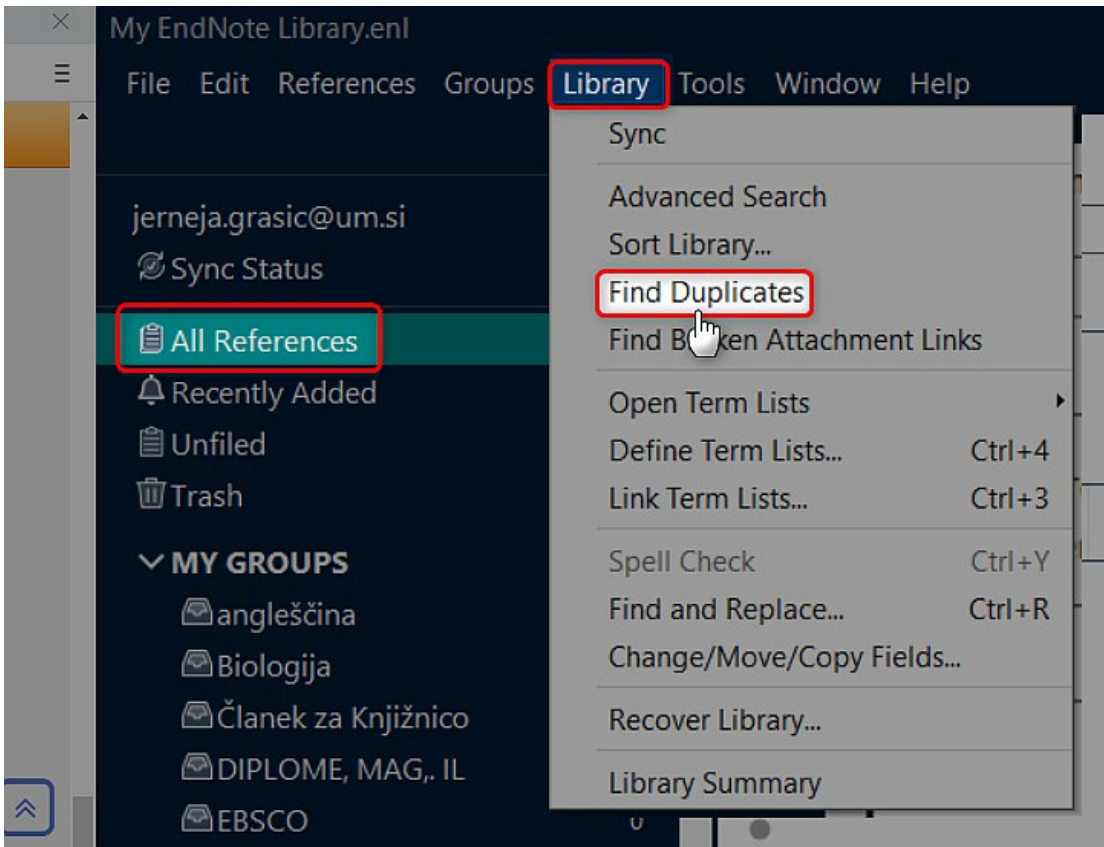 My EndNote Library.enl
File Edit References Groups Library Tools Window Help
Sync
Advanced Search
Sort Library...
Find Duplicates
Find Attachment Links
Open Term Lists
Define Term Lists... Ctrl+4
Link Term Lists... Ctrl+3
Spell Check Ctrl+Y
Find and Replace... Ctrl+R
Change/Move/Copy Fields...
Recover Library...
Library Summary
jerneja.grasic@um.si
Sync Status
All References
Recently Added
Unfiled
Trash
MY GROUPS
angleščina
Biologija
Članek za Knjižnico
DIPLOME, MAG,. IL
EBSCO